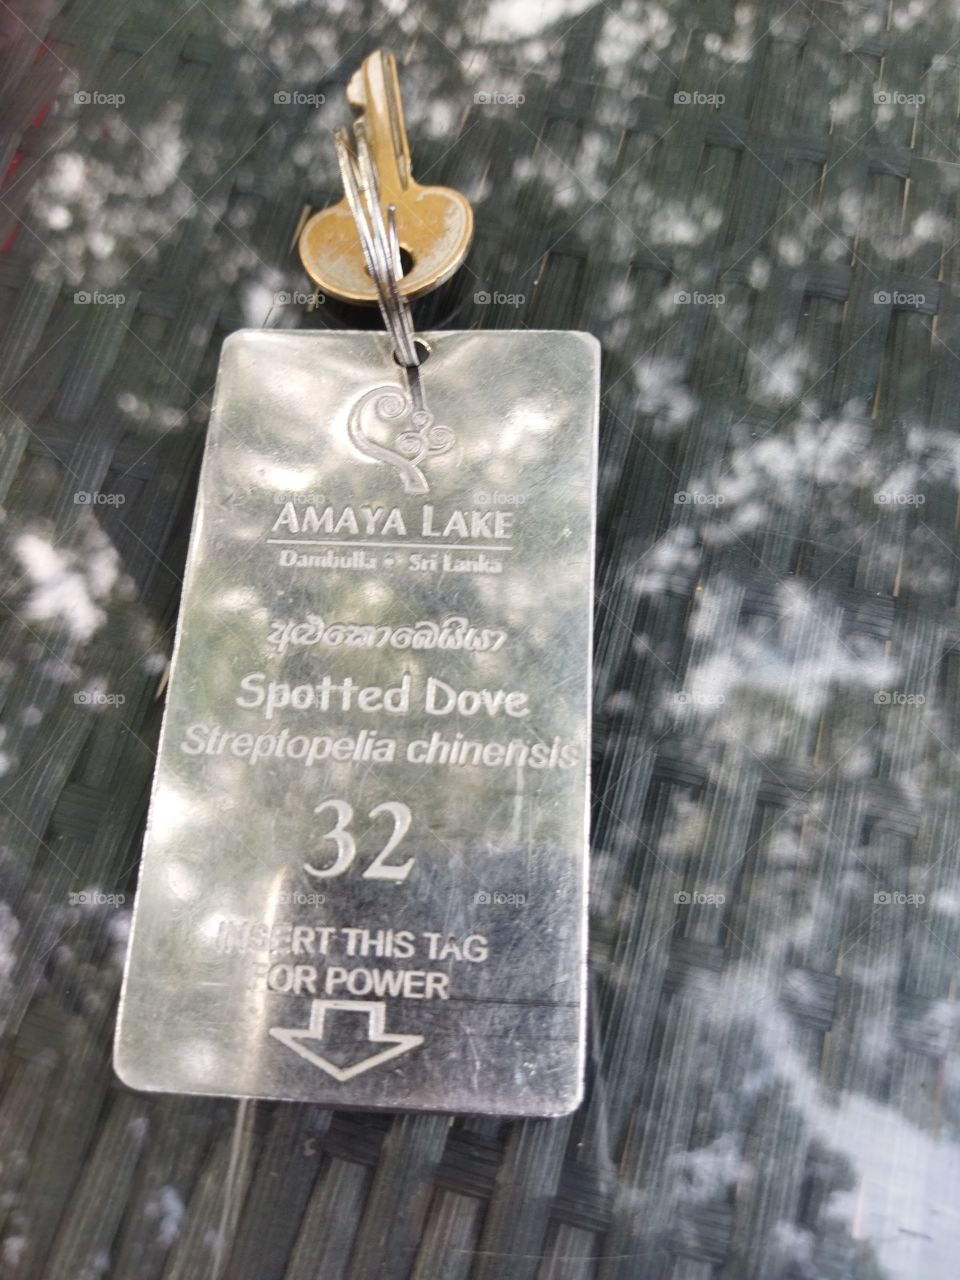 AMAYA LAKE
Dambulla • Sri Lanka
අළුකොබෙයියා
Spotted Dove
Streptopelia chinensis
32
INSERT THIS TAG
FOR POWER